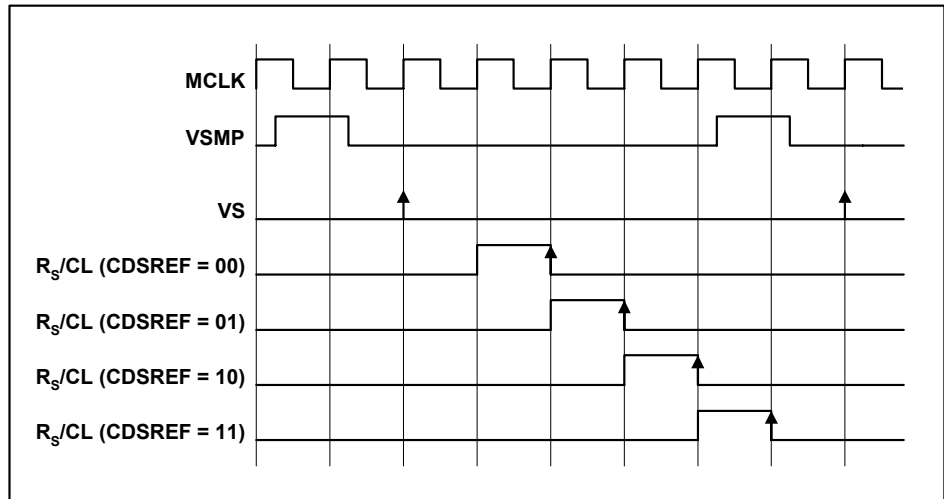 MCLK
VSMP
VS
RS/CL (CDSREF = 00)
RS/CL (CDSREF = 01)
RS/CL (CDSREF = 10)
RS/CL (CDSREF = 11)